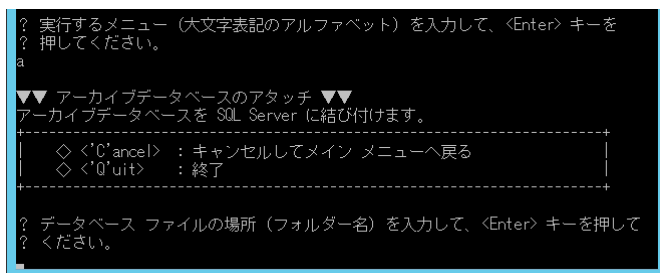 ? 実行するメニュー（大文字表記のアルファベット）を入力して、<Enter> キーを
? 押してください。
a
▼▼ アーカイブデータベースのアタッチ ▼▼
アーカイブデータベースを SQL Server に結び付けます。
+-----------------------------------------------------------------------+
| ◇ <'C'ancel> : キャンセルしてメイン メニューへ戻る |
| ◇ <'Q'uit> : 終了 |
+-----------------------------------------------------------------------+
? データベース ファイルの場所（フォルダー名）を入力して、<Enter> キーを押して
? ください。